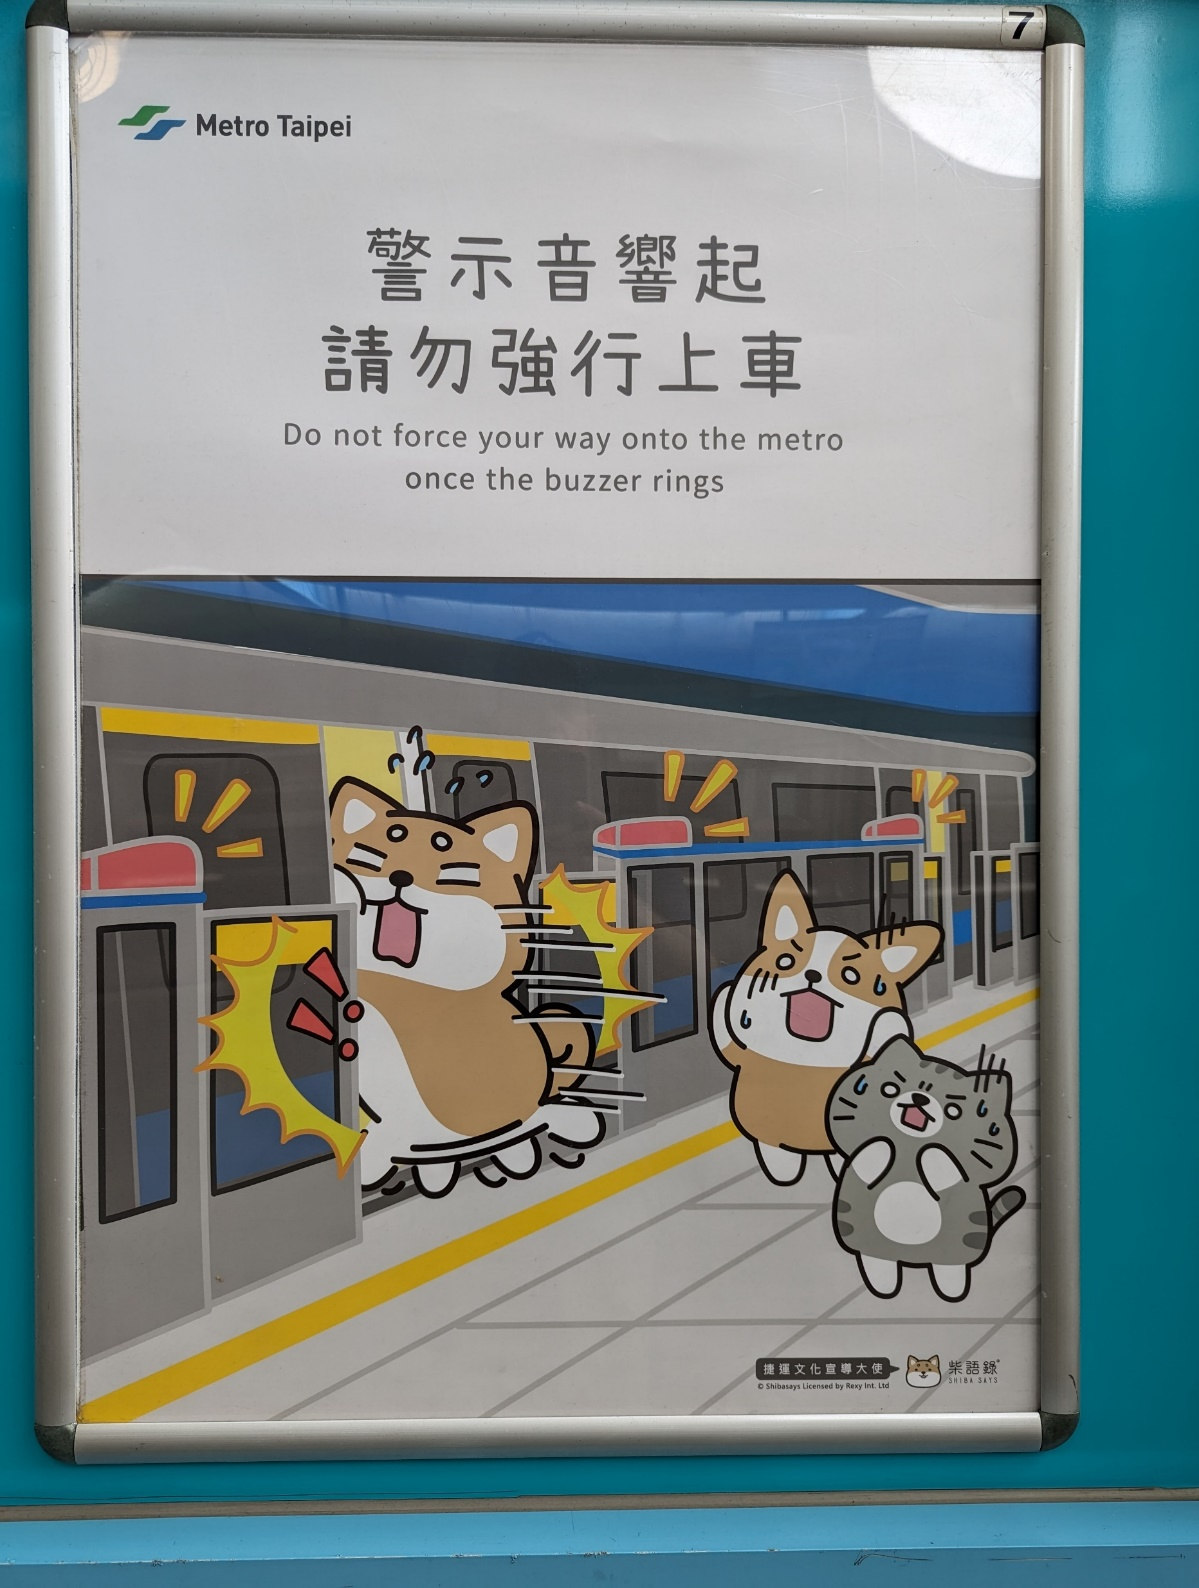 7
Metro Taipei
警示音響起
請勿強行上車
Do not force your way onto the metro
once the buzzer rings
捷運文化宣導大使
© Shibasays Licensed by Rexy Int. Ltd
柴語錄®
SHIBA SAYS